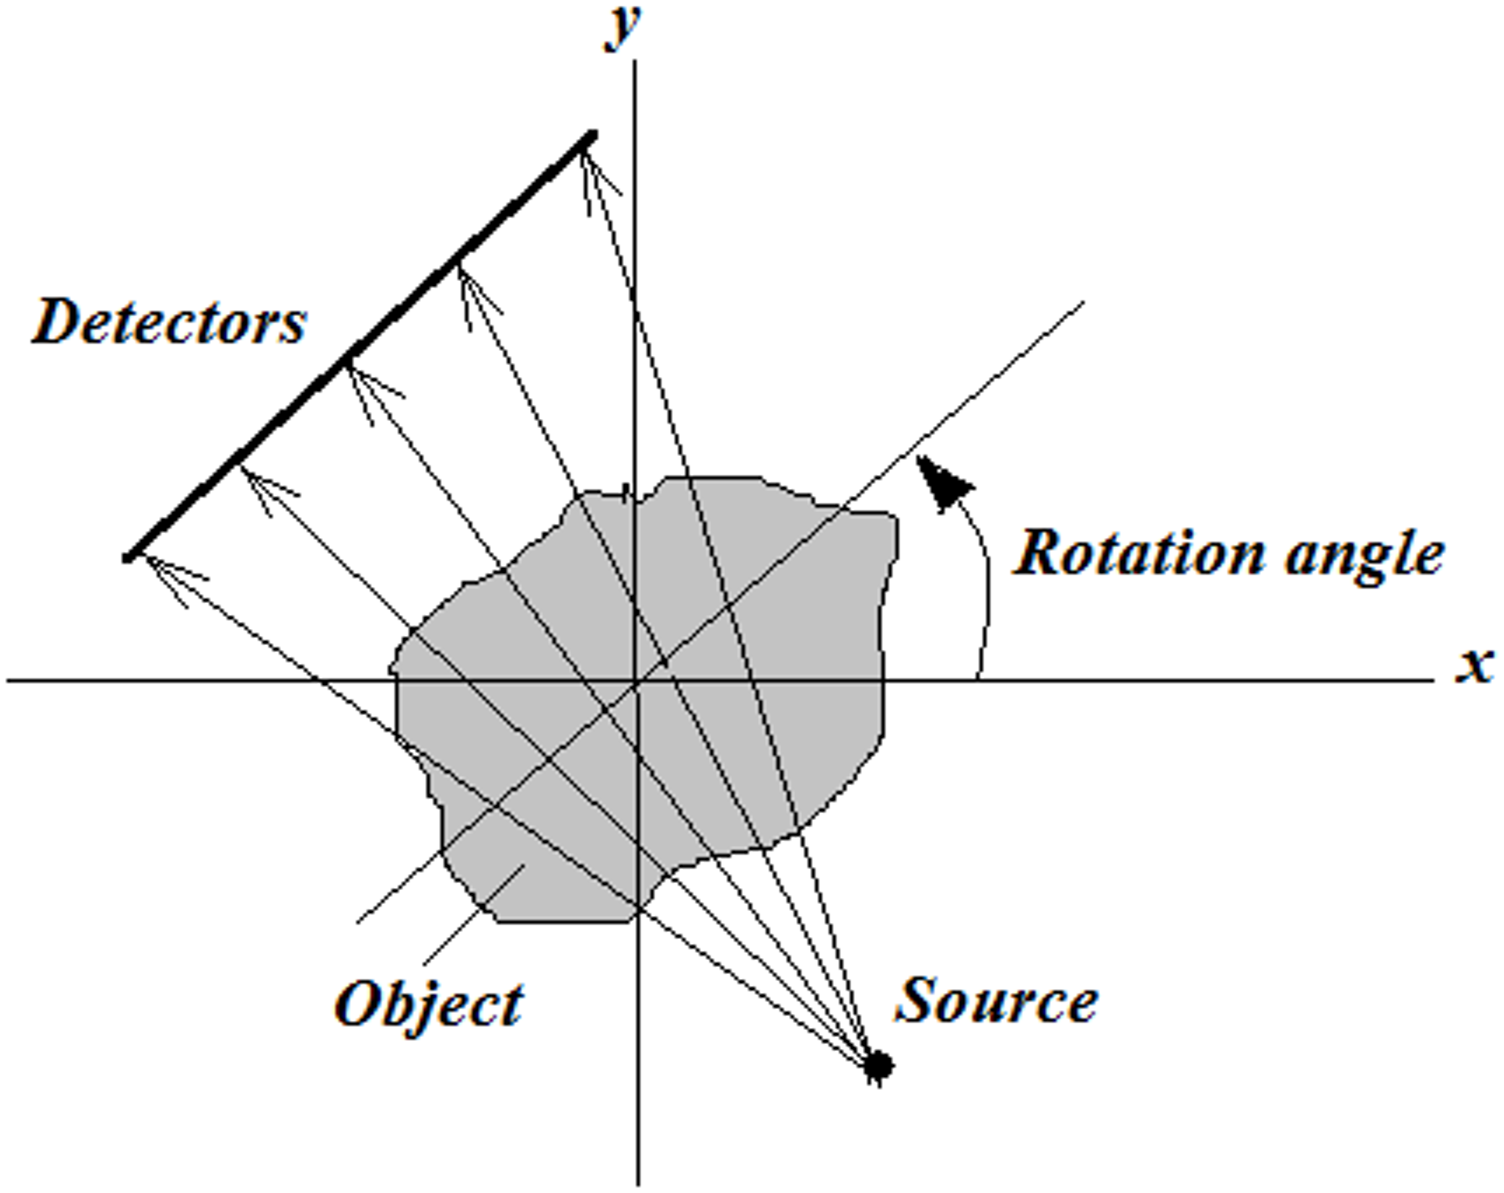 y
Detectors
Rotation angle
x
Object
Source